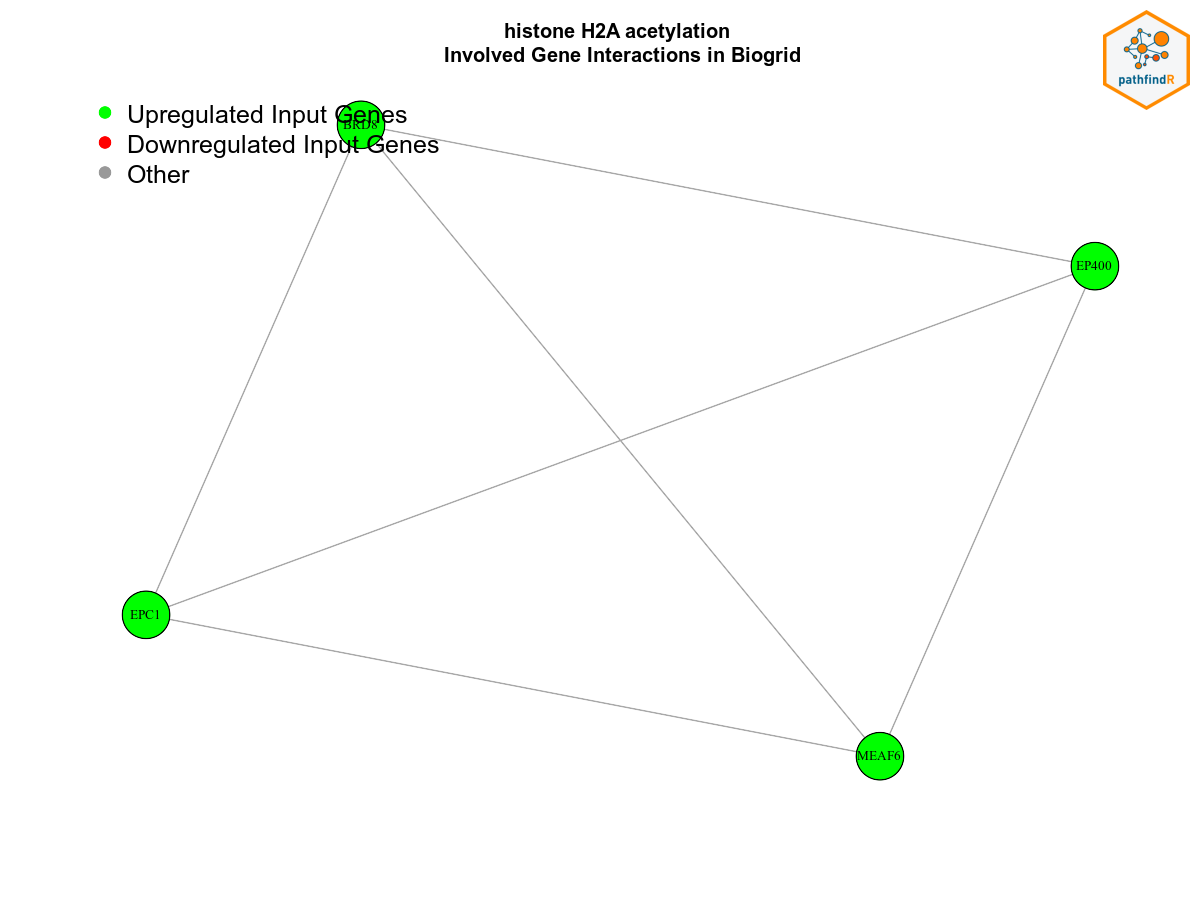 histone H2A acetylation
Involved Gene Interactions in Biogrid
pathfindR
Upregulated Input Genes
BRD8
Downregulated Input Genes
Other
EP400
EPC1
MEAF6